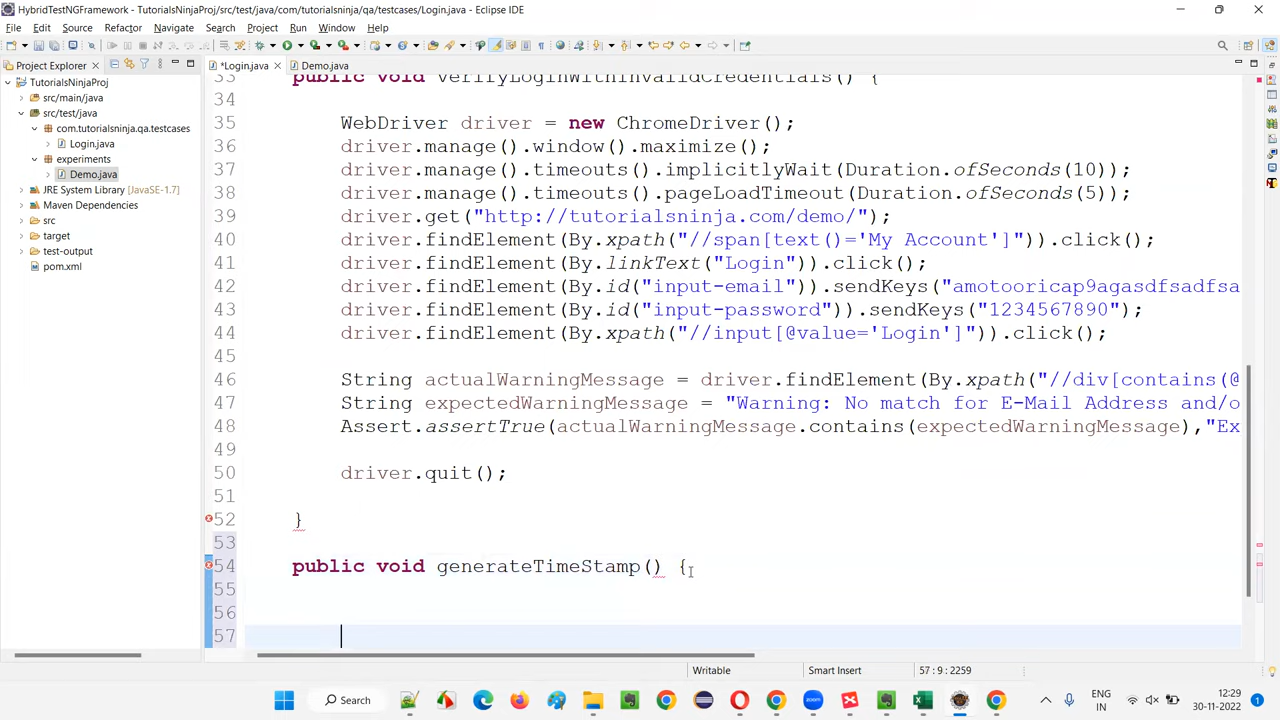 HybridTestNGFramework - TutorialsNinjaProj/src/test/java/com/tutorialsninja/qa/testcases/Login.java - Eclipse IDE
File Edit Source Refactor Navigate Search Project Run Window Help
Project Explorer
*Login.java
Demo.java
TutorialsNinjaProj
src/main/java
src/test/java
com.tutorialsninja.qa.testcases
Login.java
experiments
Demo.java
JRE System Library [JavaSE-1.7]
Maven Dependencies
src
target
test-output
pom.xml
33 public void verifyLoginWithInvalidCredentials() {
34
35 WebDriver driver = new ChromeDriver();
36 driver.manage().window().maximize();
37 driver.manage().timeouts().implicitlyWait(Duration.ofSeconds(10));
38 driver.manage().timeouts().pageLoadTimeout(Duration.ofSeconds(5));
39 driver.get("http://tutorialsninja.com/demo/");
40 driver.findElement(By.xpath("//span[text()='My Account']")).click();
41 driver.findElement(By.linkText("Login")).click();
42 driver.findElement(By.id("input-email")).sendKeys("amotooricap9agasdfsadfsa
43 driver.findElement(By.id("input-password")).sendKeys("1234567890");
44 driver.findElement(By.xpath("//input[@value='Login']")).click();
45
46 String actualWarningMessage = driver.findElement(By.xpath("//div[contains(@
47 String expectedWarningMessage = "Warning: No match for E-Mail Address and/o
48 Assert.assertTrue(actualWarningMessage.contains(expectedWarningMessage),"Ex
49
50 driver.quit();
51
52 }
53
54 public void generateTimeStamp() {
55
56
57
Writable Smart Insert 57 : 9 : 2259
Search
ENG
IN
12:29
30-11-2022